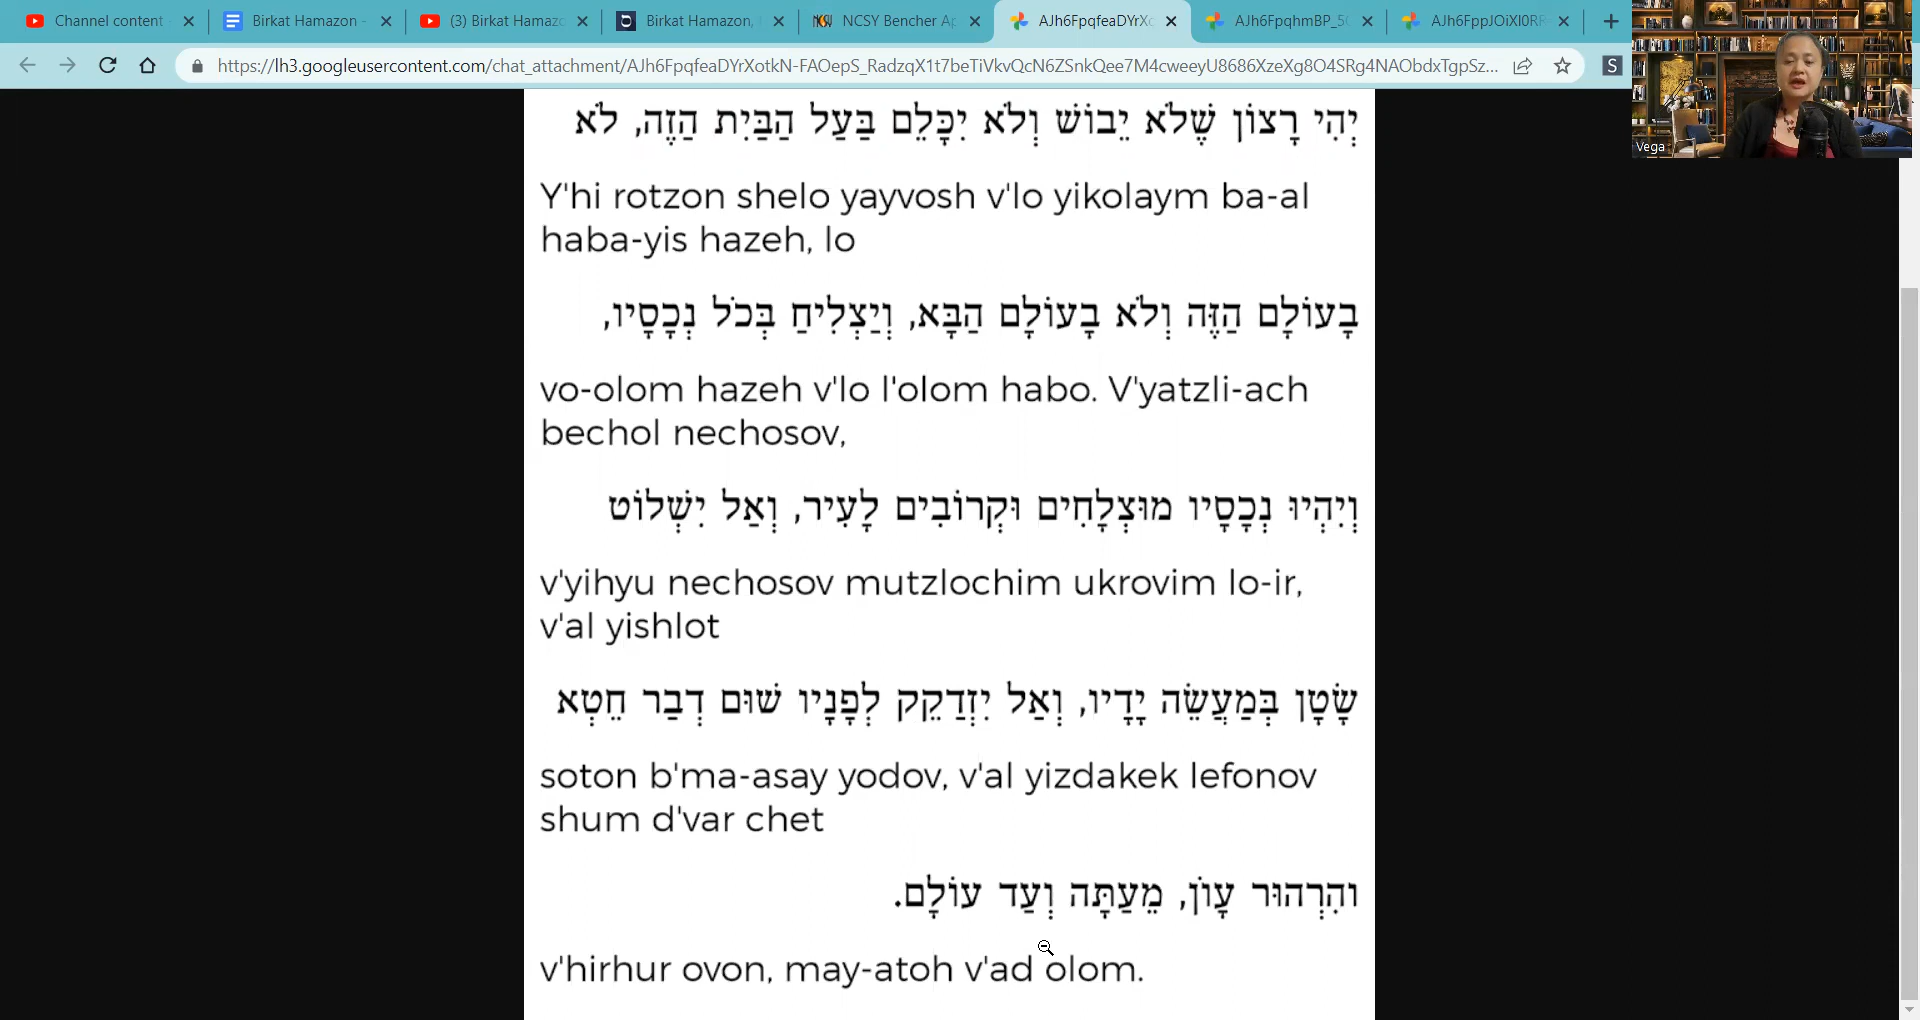 Channel content -
Birkat Hamazon -
(3) Birkat Hamazo
Birkat Hamazon,
NCSY Bencher Ap
AJh6FpqfeaDYrXo
AJh6FpqhmBP_5
AJh6FppJOiXI0R
https://lh3.googleusercontent.com/chat_attachment/AJh6FpqfeaDYrXotkN-FAOepS_RadzqX1t7beTiVkvQcN6ZSnkQee7M4cweeyU8686XzeXg8O4SRg4NAObdxTgpSz...
S
Vega
יְהִי רָצוֹן שֶׁלֹא יֵבוֹשׁ וְלֹא יִכָּלֵם בַּעַל הַבַּיִת הַזֶה, לֹא
Y'hi rotzon shelo yayvosh v'lo yikolaym ba-al
haba-yis hazeh, lo
בָעוֹלָם הַזֶּה וְלֹא בָעוֹלָם הַבָּא, וְיַצְלִיחַ בְּכֹל נְכָסָיו,
vo-olom hazeh v'lo l'olom habo. V'yatzli-ach
bechol nechosov,
וְיִהְיוּ נְכָסָיו מוּצְלָחִים וּקְרוֹבִים לָעִיר, וְאַל יִשְׁלוֹט
v'yihyu nechosov mutzlochim ukrovim lo-ir,
v'al yishlot
שָׂטָן בְּמַעֲשֵׂה יָדָיו, וְאַל יִזְדַקֵק לְפָנָיו שׁוּם דְבַר חֵטְא
soton b'ma-asay yodov, v'al yizdakek lefonov
shum d'var chet
והִרְהוּר עָוֹן, מֵעַתָּה וְעַד עוֹלָם.
v'hirhur ovon, may-atoh v'ad olom.